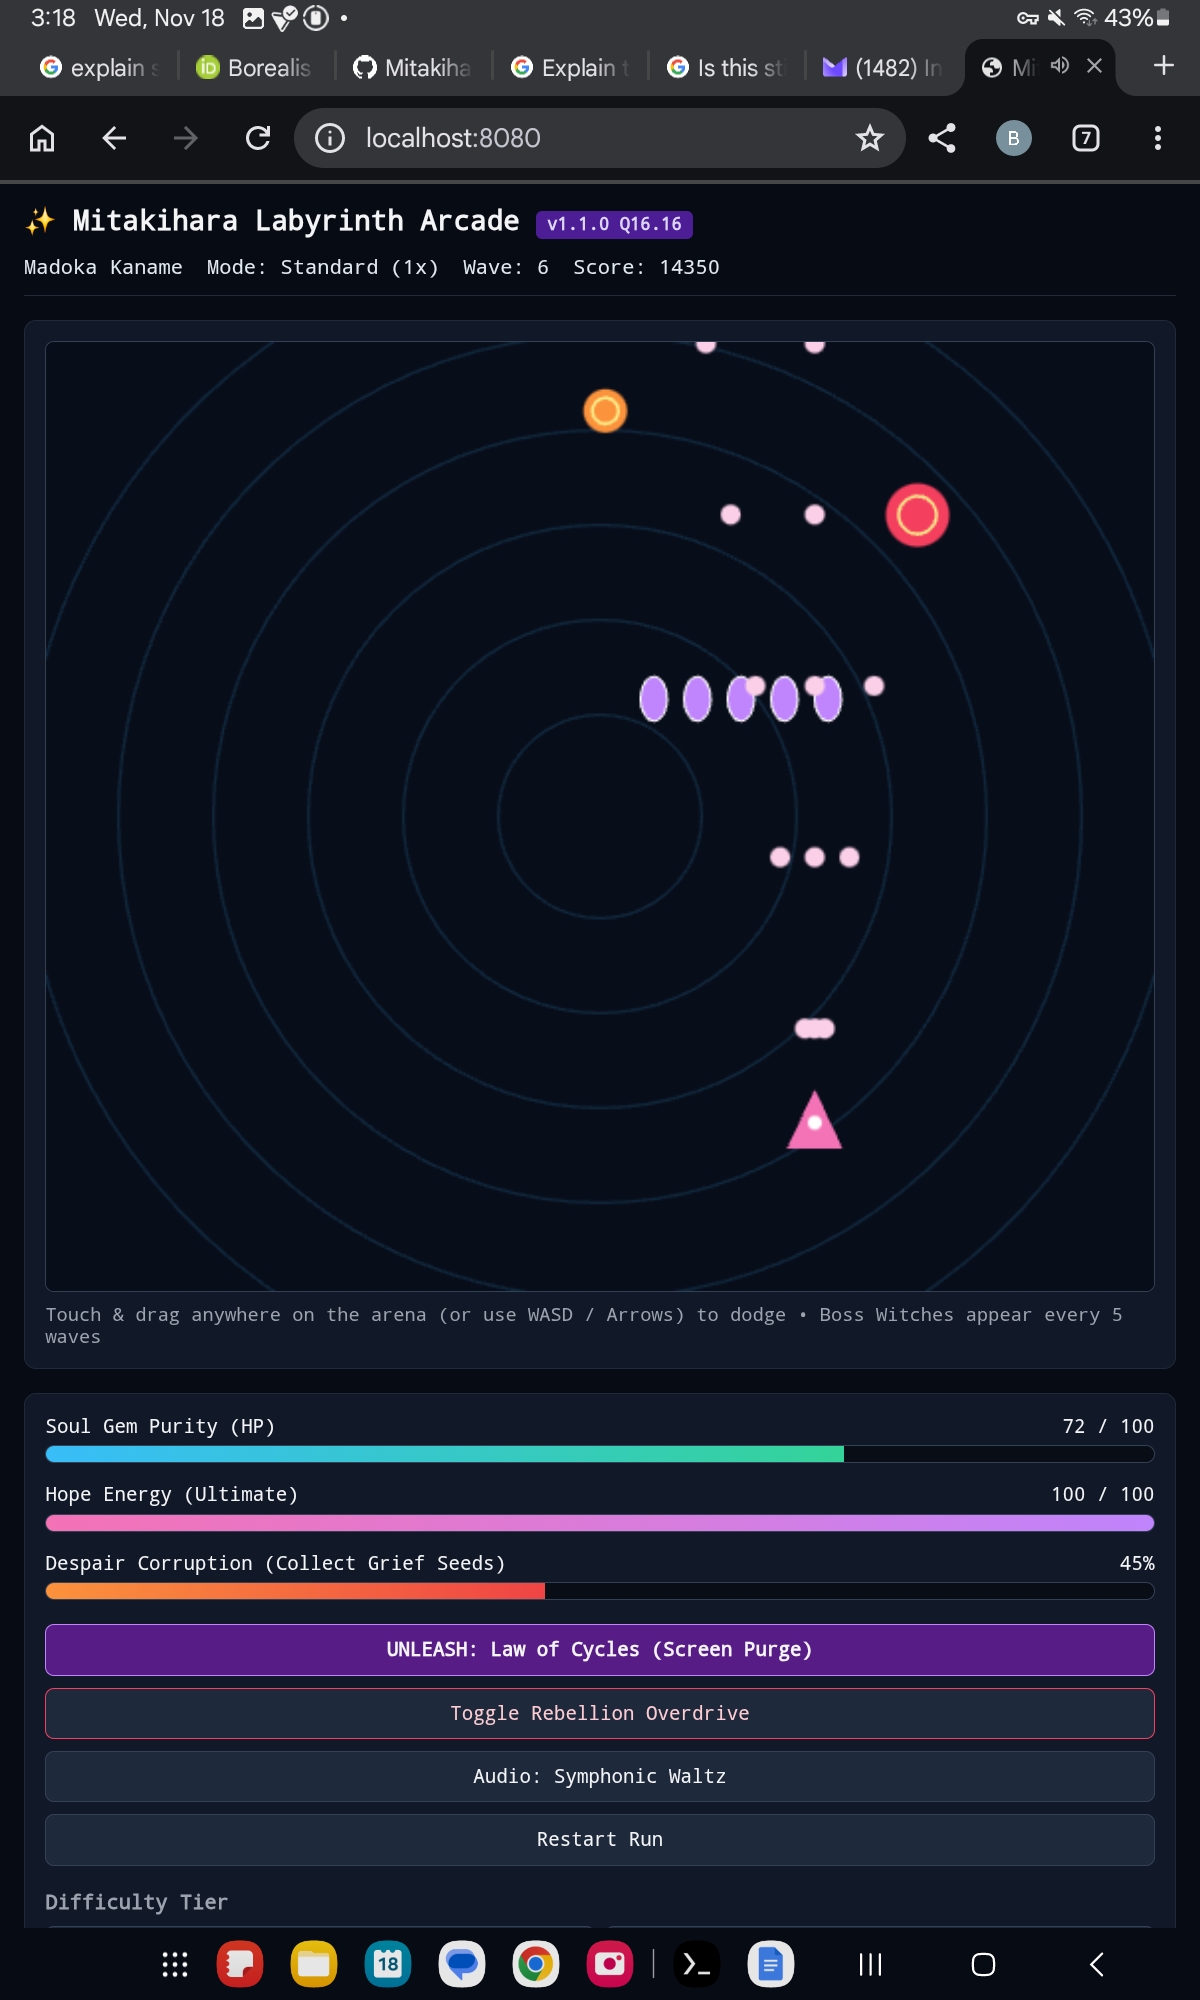 3:18 Wed, Nov 18 43%
explain Borealis Mitakiha Explain Is this (1482) In Mi
localhost:8080 B 7
✨ Mitakihara Labyrinth Arcade v1.1.0 Q16.16
Madoka Kaname Mode: Standard (1x) Wave: 6 Score: 14350
Touch & drag anywhere on the arena (or use WASD / Arrows) to dodge • Boss Witches appear every 5
waves
Soul Gem Purity (HP) 72 / 100
Hope Energy (Ultimate) 100 / 100
Despair Corruption (Collect Grief Seeds) 45%
UNLEASH: Law of Cycles (Screen Purge)
Toggle Rebellion Overdrive
Audio: Symphonic Waltz
Restart Run
Difficulty Tier
18